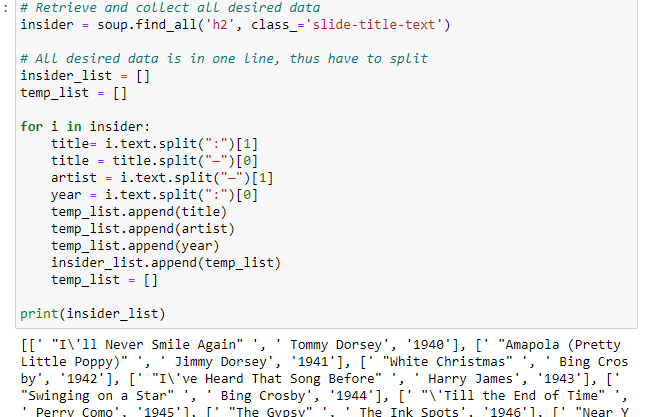 : # Retrieve and collect all desired data
insider = soup.find_all('h2', class_='slide-title-text')
# All desired data is in one line, thus have to split
insider_list = []
temp_list = []
for i in insider:
    title= i.text.split(":")[1]
    title = title.split("—")[0]
    artist = i.text.split("—")[1]
    year = i.text.split(":")[0]
    temp_list.append(title)
    temp_list.append(artist)
    temp_list.append(year)
    insider_list.append(temp_list)
    temp_list = []
print(insider_list)
[[' "I\'ll Never Smile Again" ', ' Tommy Dorsey', '1940'], [' "Amapola (Pretty
Little Poppy)" ', ' Jimmy Dorsey', '1941'], [' "White Christmas" ', ' Bing Cros
by', '1942'], [' "I\'ve Heard That Song Before" ', ' Harry James', '1943'], ['
"Swinging on a Star" ', ' Bing Crosby', '1944'], [' "\'Till the End of Time" ',
' Perry Como', '1945'], [' "The Gypsy" ', ' The Ink Spots', '1946'], [' "Near Y